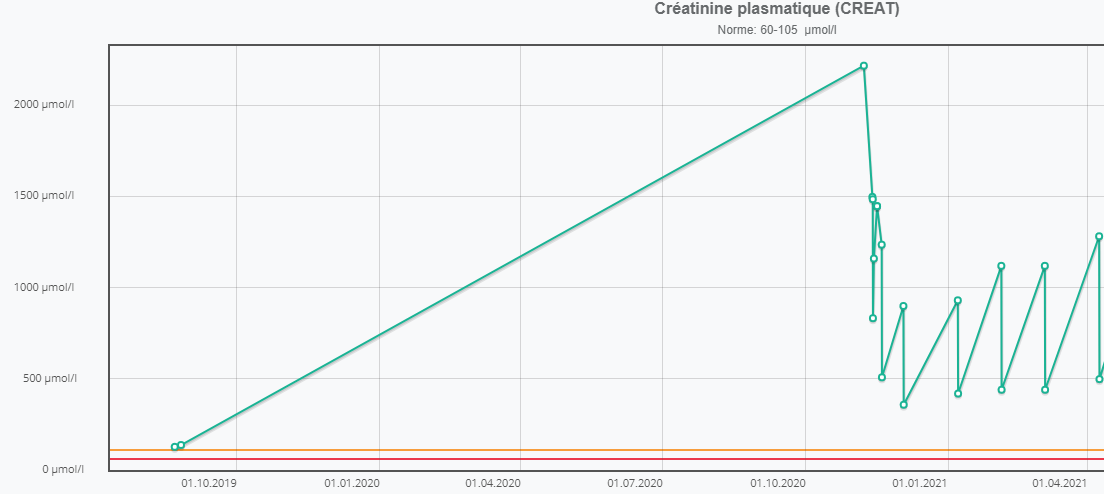 Créatinine plasmatique (CREAT)
Norme: 60-105 µmol/l
2000 µmol/l
1500 µmol/l
1000 µmol/l
500 µmol/l
0 µmol/l
01.10.2019
01.01.2020
01.04.2020
01.07.2020
01.10.2020
01.01.2021
01.04.2021